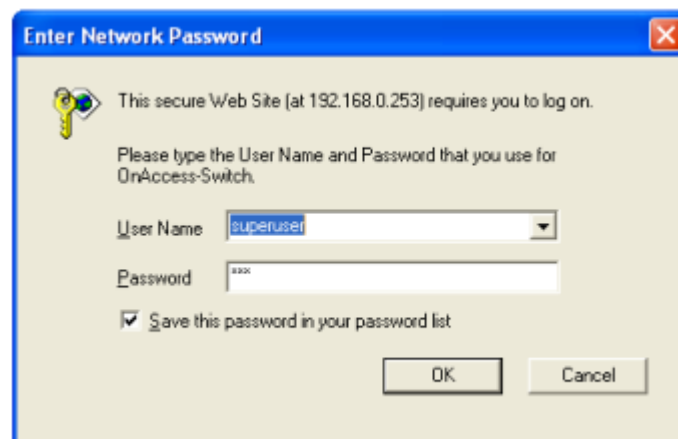 Enter Network Password
This secure Web Site (at 192.168.0.253) requires you to log on.
Please type the User Name and Password that you use for
OnAccess-Switch.
User Name superuser
Password ***
Save this password in your password list
OK Cancel